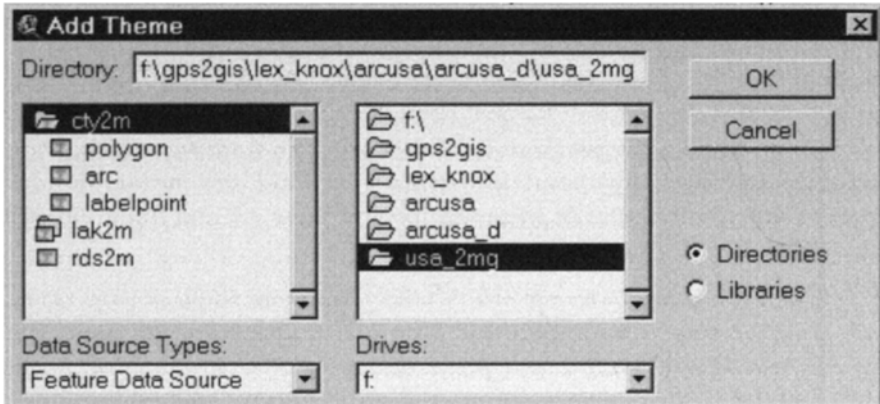 Add Theme
Directory: f:\gps2gis\lex_knox\arcusa\arcusa_d\usa_2mg
OK
Cancel
cty2m
polygon
arc
labelpoint
lak2m
rds2m
f:\
gps2gis
lex_knox
arcusa
arcusa_d
usa_2mg
Directories
Libraries
Data Source Types:
Feature Data Source
Drives:
f: